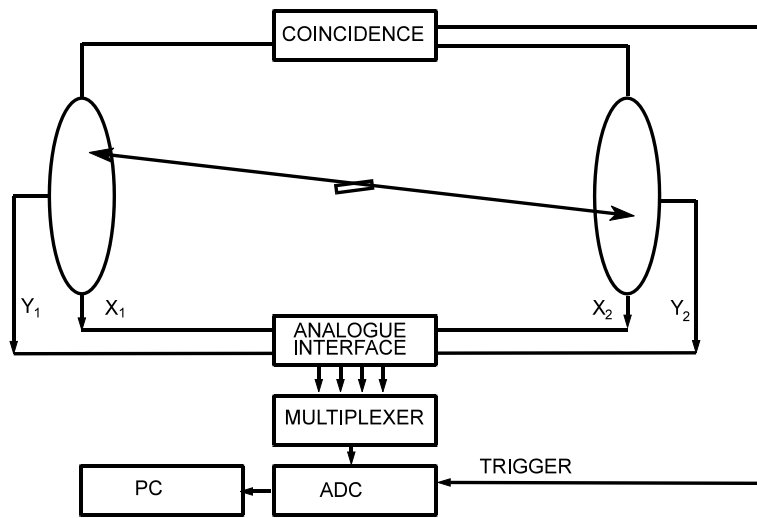 COINCIDENCE
Y1
X1
X2
Y2
ANALOGUE
INTERFACE
MULTIPLEXER
TRIGGER
PC
ADC